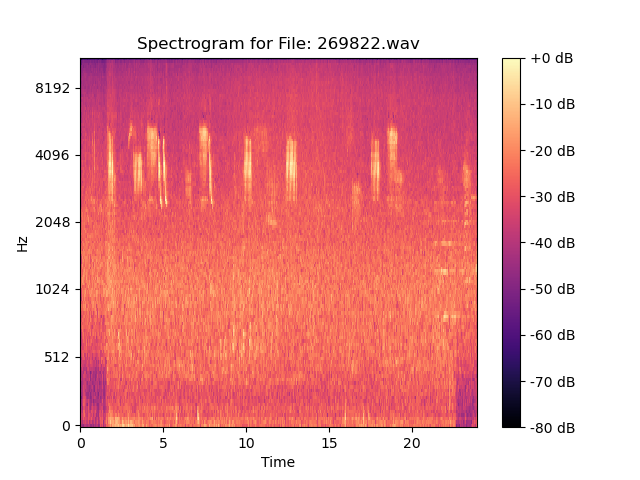 Spectrogram for File: 269822.wav
8192
4096
2048
1024
512
0
Hz
0 5 10 15 20
Time
+0 dB
-10 dB
-20 dB
-30 dB
-40 dB
-50 dB
-60 dB
-70 dB
-80 dB